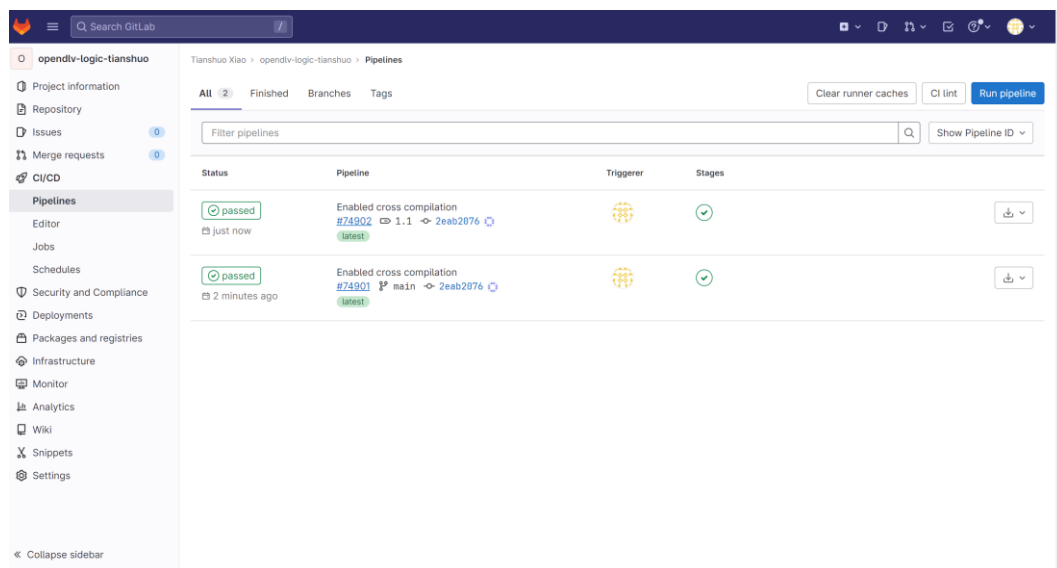 Search GitLab /
O opendlv-logic-tianshuo
Tianshuo Xiao › opendlv-logic-tianshuo › Pipelines
Project information
Repository
Issues 0
Merge requests 0
CI/CD
Pipelines
Editor
Jobs
Schedules
Security and Compliance
Deployments
Packages and registries
Infrastructure
Monitor
Analytics
Wiki
Snippets
Settings
« Collapse sidebar
All 2 Finished Branches Tags
Clear runner caches CI lint Run pipeline
Filter pipelines Show Pipeline ID
Status Pipeline Triggerer Stages
passed
just now
Enabled cross compilation
#74902 1.1 2eab2076
latest
passed
2 minutes ago
Enabled cross compilation
#74901 main 2eab2076
latest